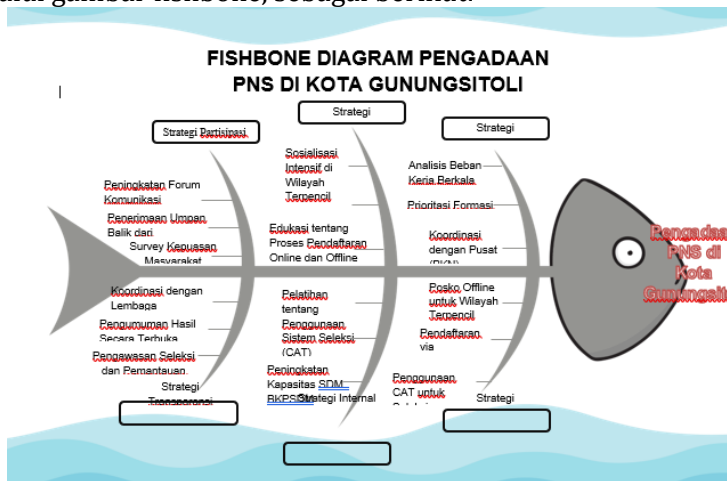 FISHBONE DIAGRAM PENGADAAN
PNS DI KOTA GUNUNGSITOLI
Strategi Partisipasi
Strategi
Strategi
Peningkatan Forum
Komunikasi
Penerimaan Umpan
Balik dari
Survey Kepuasan
Masyarakat
Sosialisasi
Intensif di
Wilayah
Terpencil
Edukasi tentang
Proses Pendaftaran
Online dan Offline
Analisis Beban
Kerja Berkala
Prioritasi Formasi
Koordinasi
dengan Pusat
(BKN)
Pengadaa
PNS di
Kota
Gunungsit
Koordinasi dengan
Lembaga
Pengumuman Hasil
Secara Terbuka
Pengawasan Seleksi
dan Pemantauan.
Strategi
Transparansi
Pelatihan
tentang
Penggunaan
Sistem Seleksi
(CAT)
Peningkatan
Kapasitas SDM
BKPSDM
Strategi Internal
Posko Offline
untuk Wilayah
Terpencil
Pendaftaran
via
Penggunaan
CAT untuk
Strategi